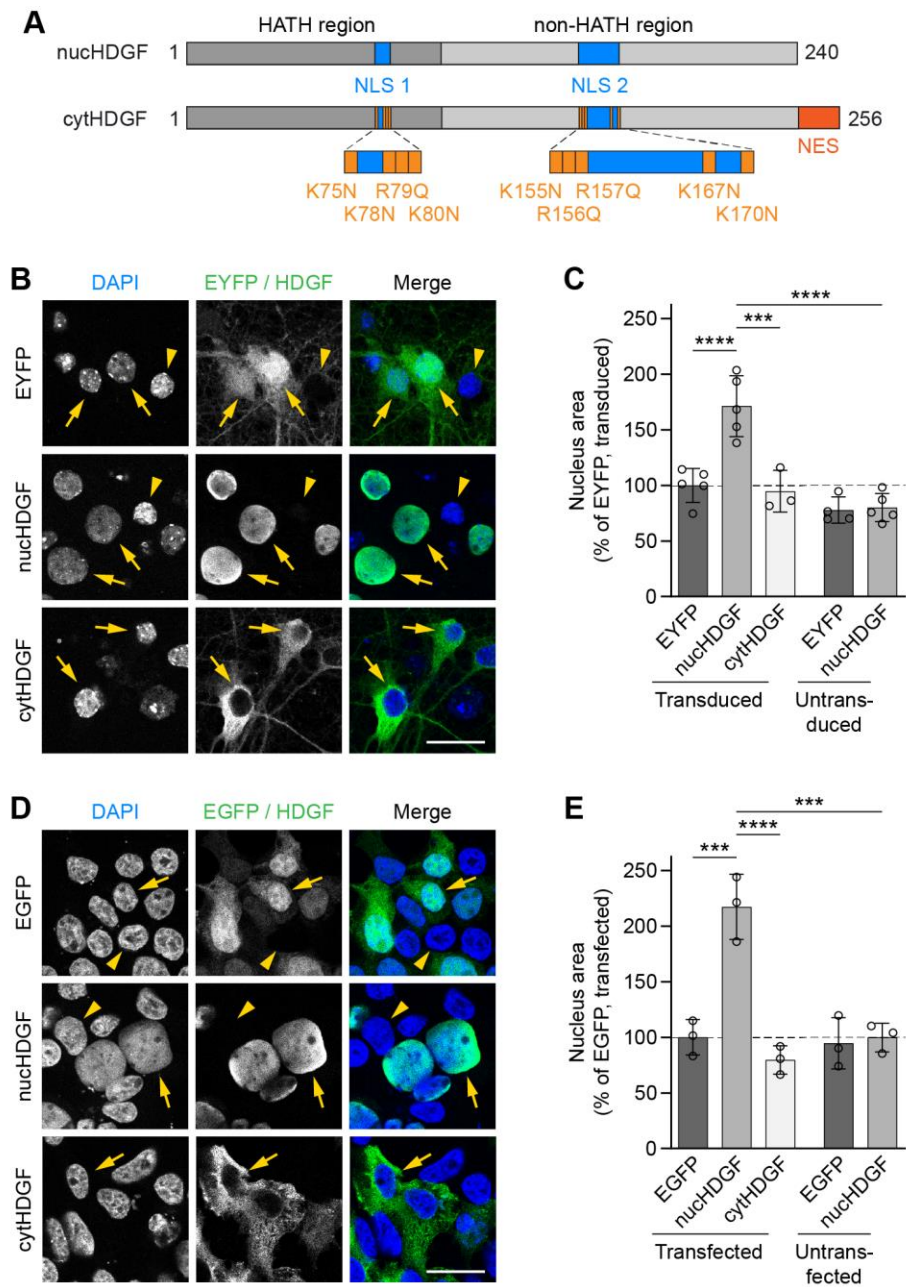 A
HATH region
non-HATH region
nucHDGF
1
240
NLS 1
NLS 2
cytHDGF
1
256
NES
K75N
R79Q
K78N
K80N
K155N
R157Q
K167N
R156Q
K170N
B
DAPI
EYFP / HDGF
Merge
EYFP
nucHDGF
cytHDGF
C
Nucleus area
(% of EYFP, transduced)
250
200
150
100
50
0
****
***
****
EYFP
nucHDGF
cytHDGF
EYFP
nucHDGF
Transduced
Untrans-
duced
D
DAPI
EGFP / HDGF
Merge
EGFP
nucHDGF
cytHDGF
E
Nucleus area
(% of EGFP, transfected)
250
200
150
100
50
0
***
****
***
EGFP
nucHDGF
cytHDGF
EGFP
nucHDGF
Transfected
Untrans-
fected